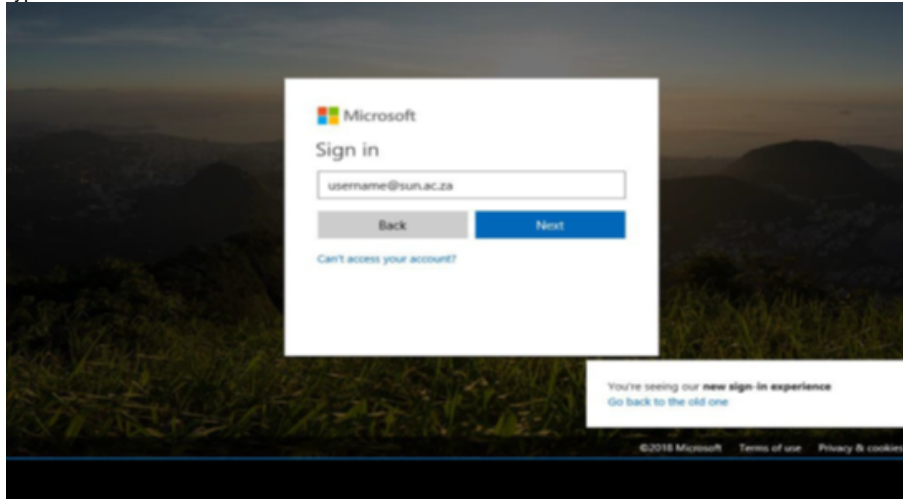 Microsoft
Sign in
username@sun.ac.za
Back Next
Can't access your account?
You're seeing our new sign-in experience
Go back to the old one
©2018 Microsoft Terms of use Privacy & cookies